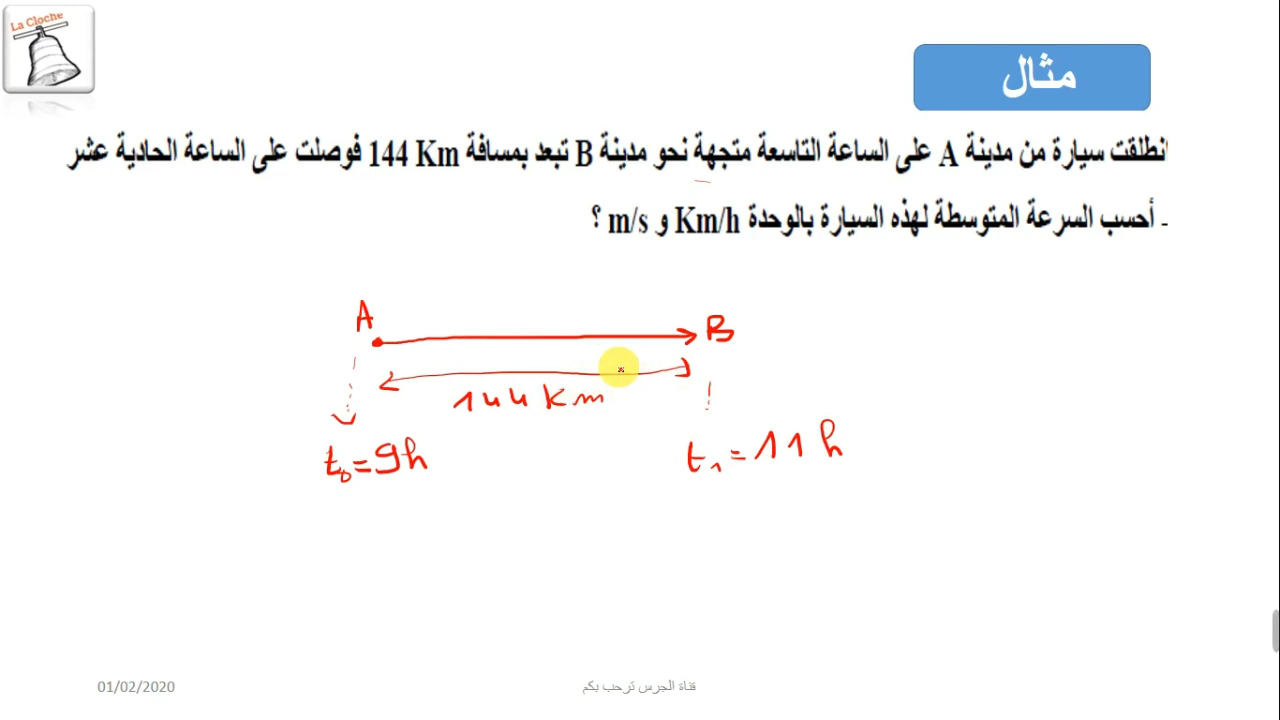 La Cloche
مثال
انطلقت سيارة من مدينة A على الساعة التاسعة متجهة نحو مدينة B تبعد بمسافة 144 Km فوصلت على الساعة الحادية عشر
- أحسب السرعة المتوسطة لهذه السيارة بالوحدة Km/h و m/s ؟
A B
144 km
t₀=9h t₁=11h
01/02/2020
قناة الجرس ترحب بكم